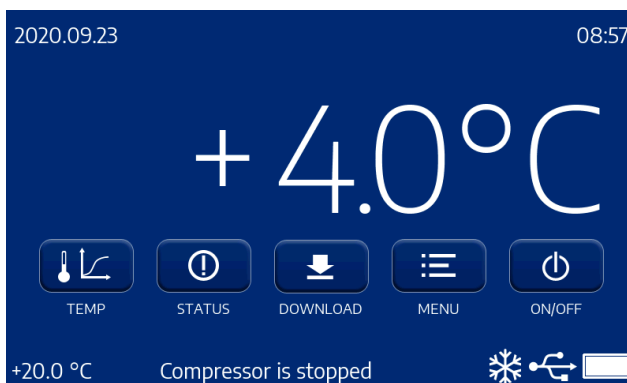 2020.09.23 08:57
+4.0°C
TEMP STATUS DOWNLOAD MENU ON/OFF
+20.0 °C Compressor is stopped